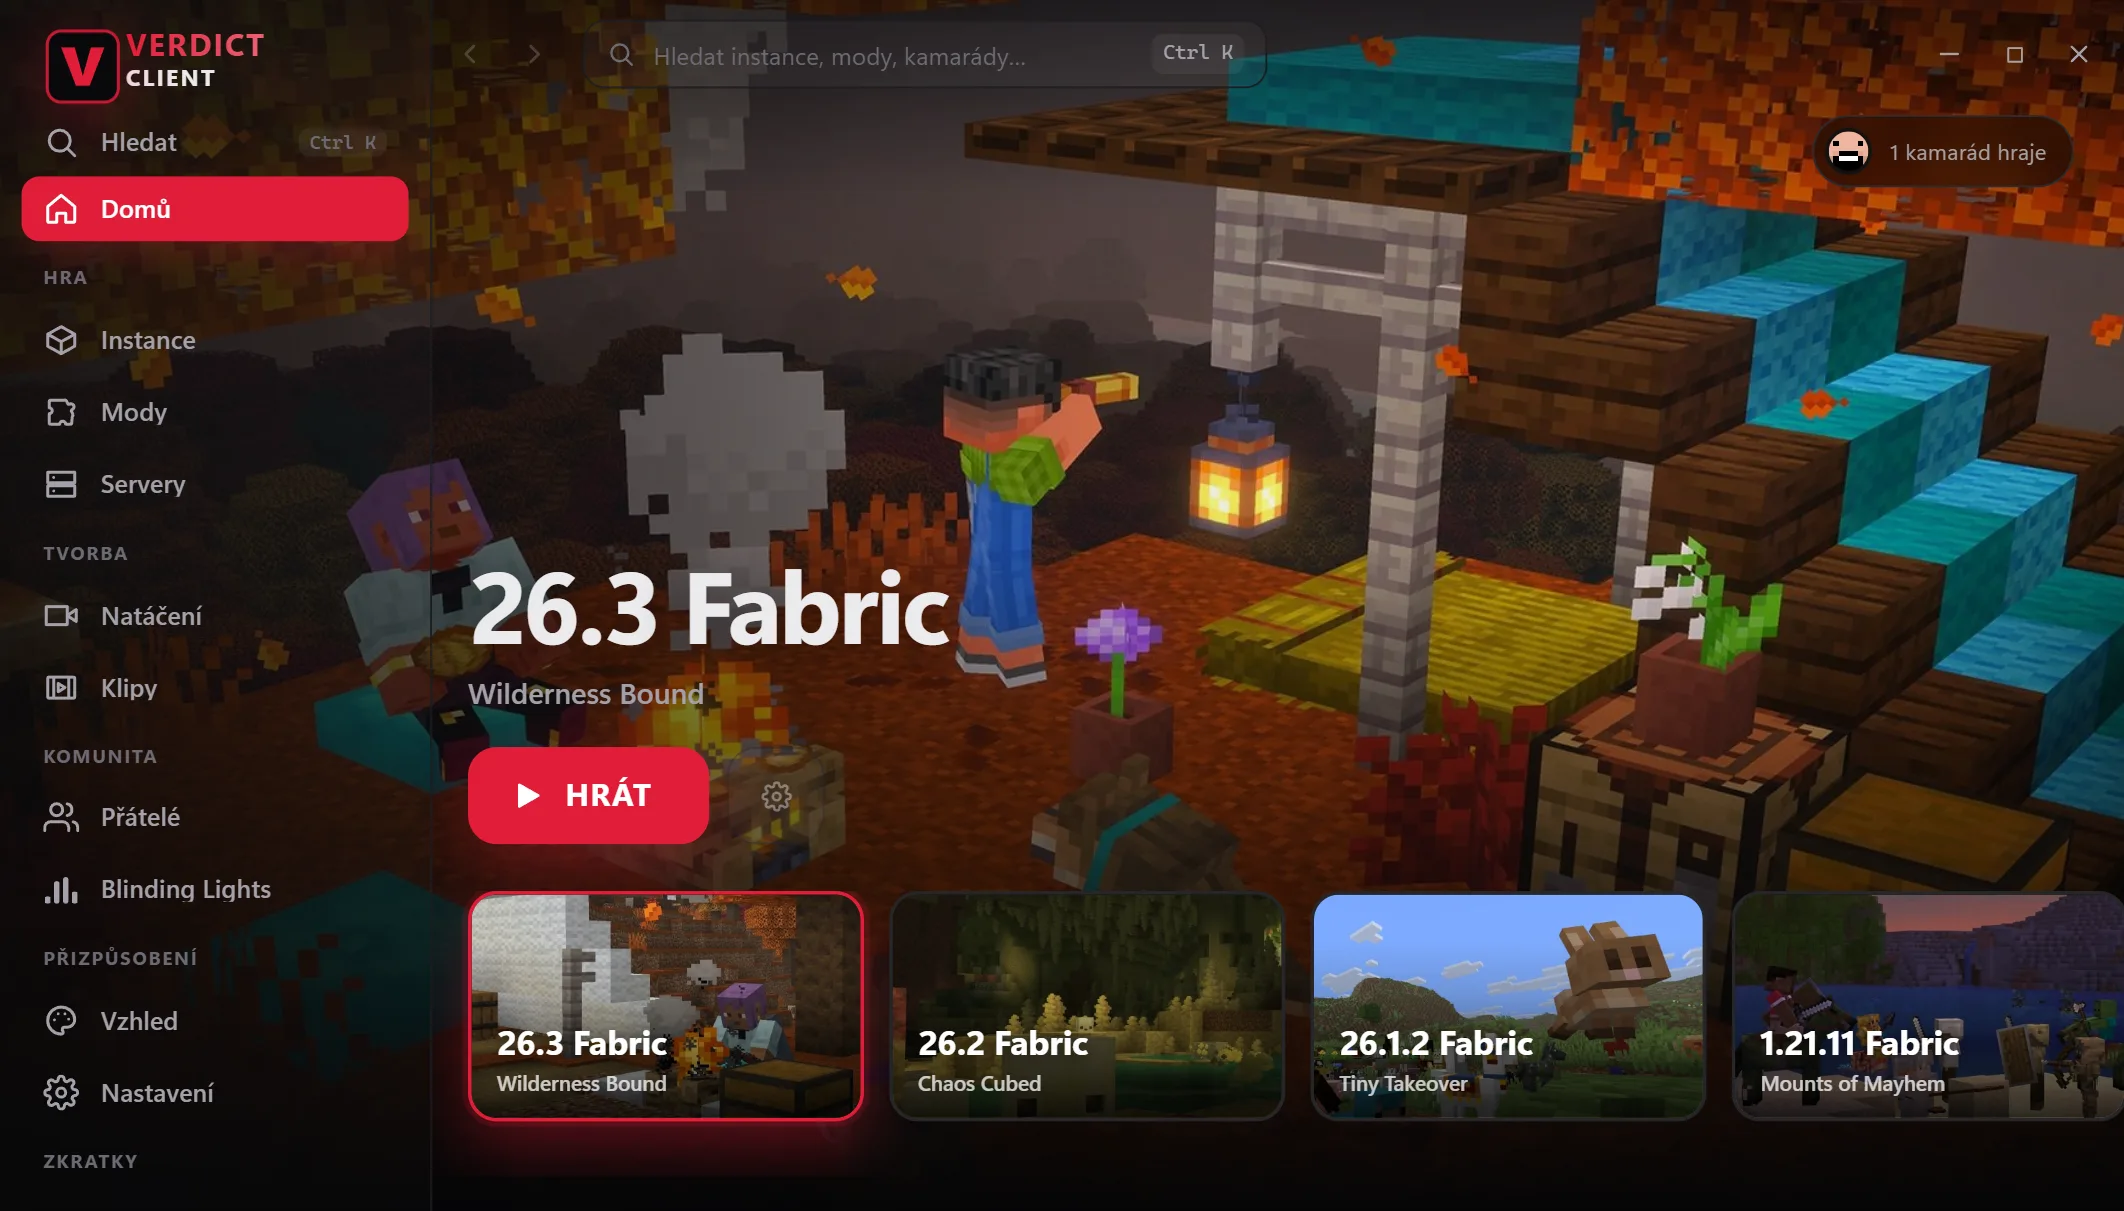 VERDICT
CLIENT
Hledat instance, mody, kamarády...
Ctrl K
Hledat
Ctrl K
Domů
1 kamarád hraje
HRA
Instance
Mody
Servery
TVORBA
Natáčení
Klipy
KOMUNITA
Přátelé
Blinding Lights
PŘIZPŮSOBENÍ
Vzhled
Nastavení
ZKRATKY
26.3 Fabric
Wilderness Bound
HRÁT
26.3 Fabric
Wilderness Bound
26.2 Fabric
Chaos Cubed
26.1.2 Fabric
Tiny Takeover
1.21.11 Fabric
Mounts of Mayhem